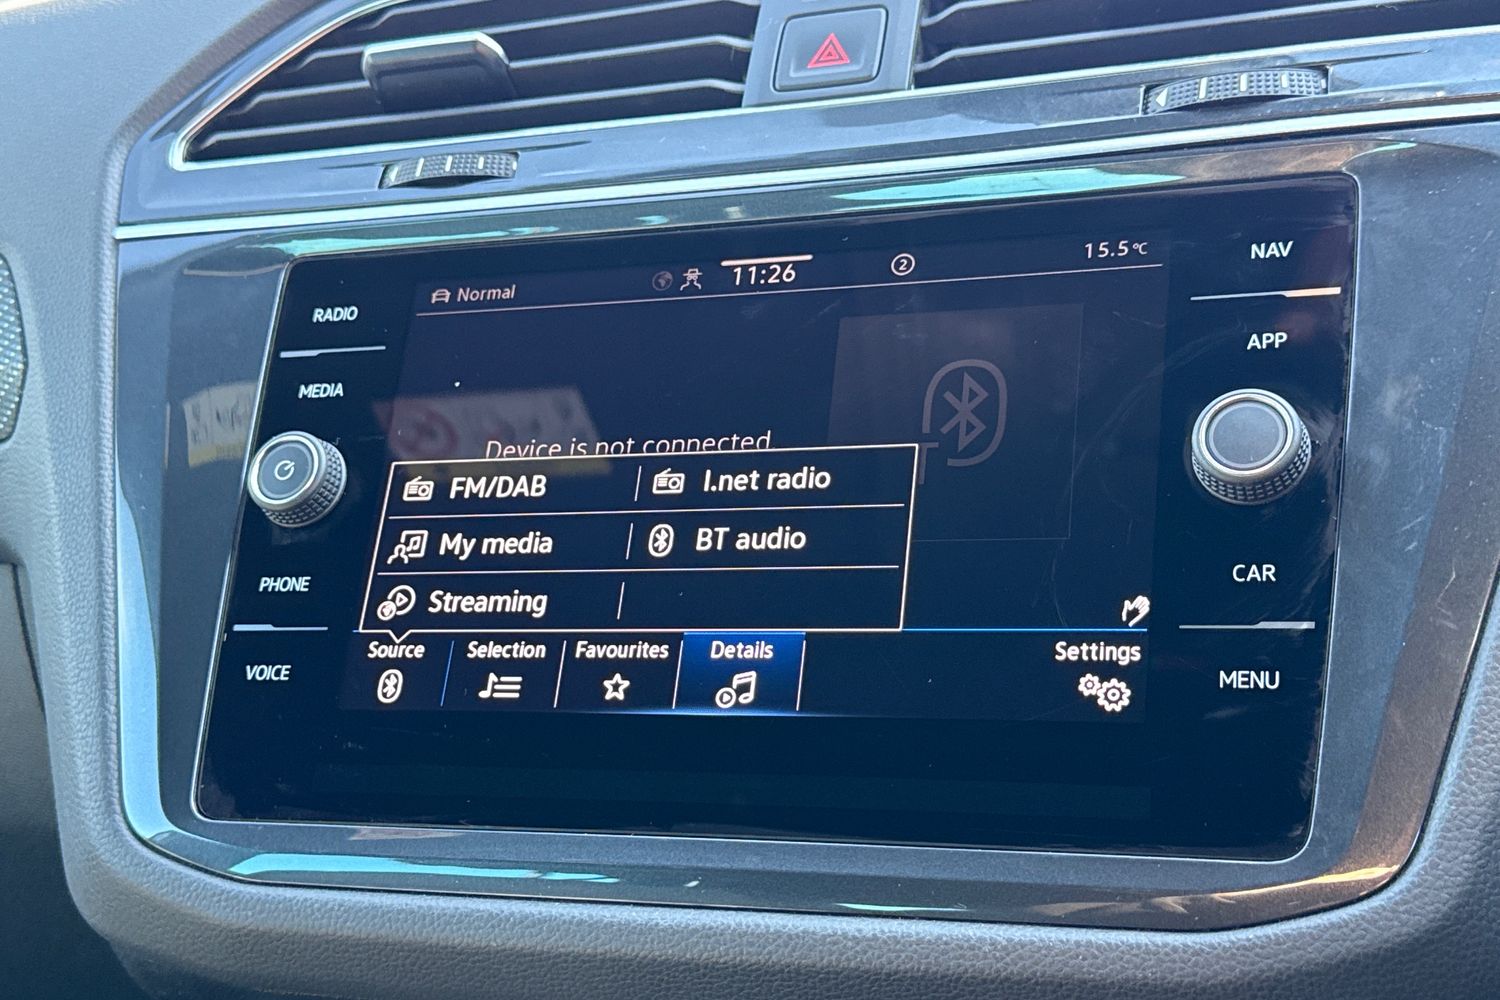 Normal
11:26
2
15.5°C
RADIO
MEDIA
PHONE
VOICE
NAV
APP
CAR
MENU
Device is not connected.
FM/DAB
I.net radio
My media
BT audio
Streaming
Source
Selection
Favourites
Details
Settings